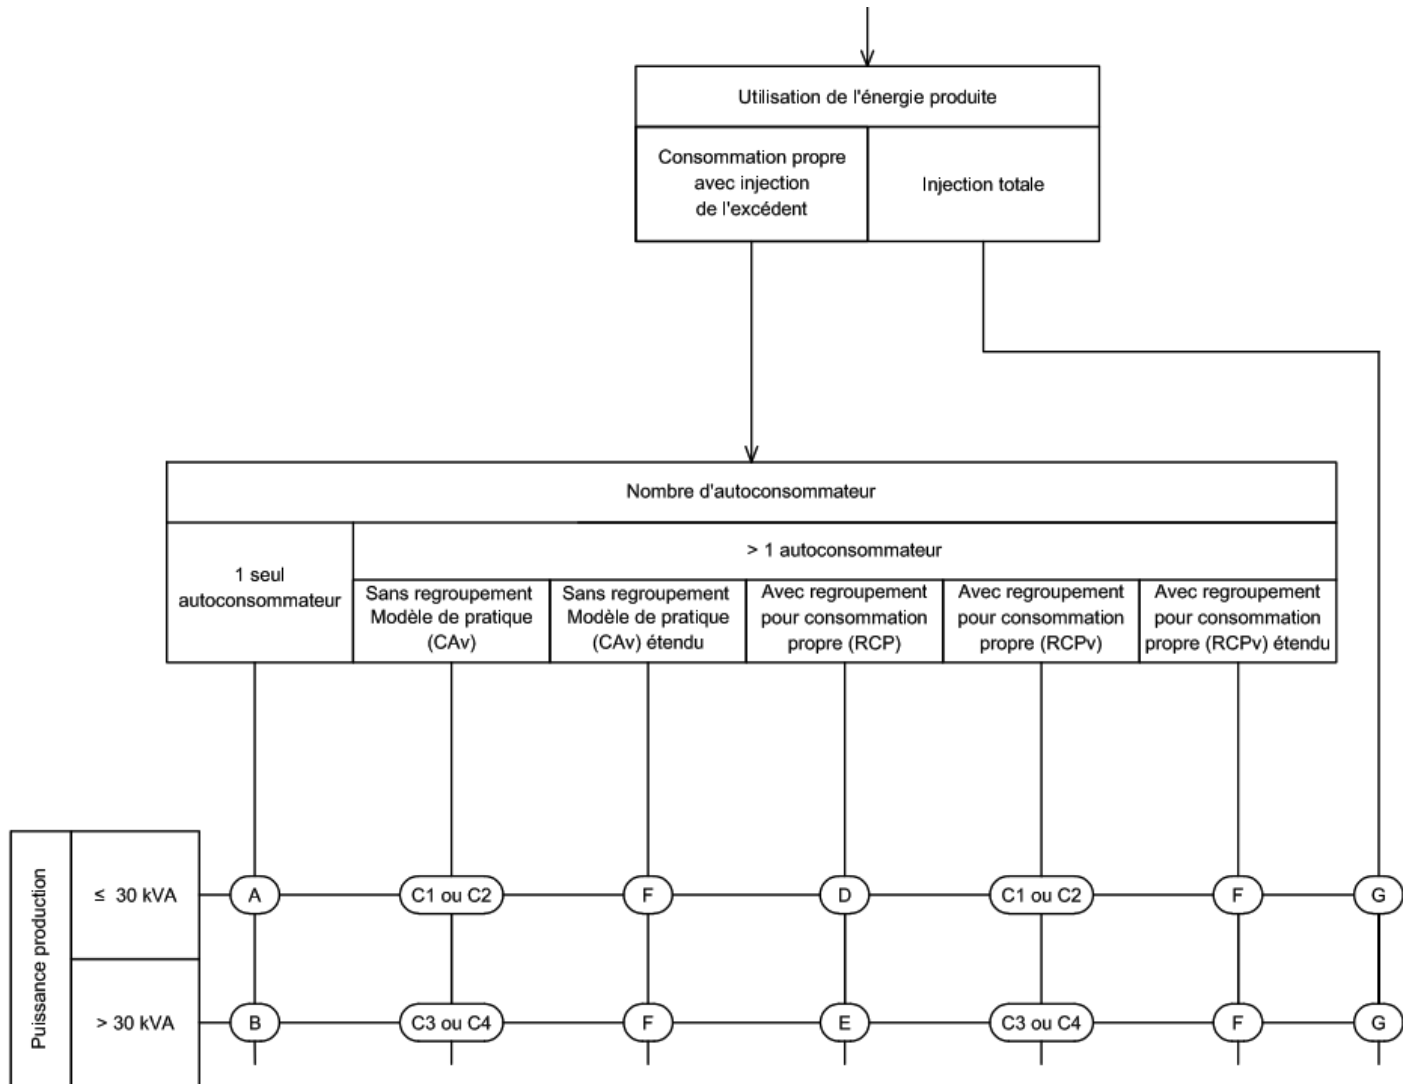 Utilisation de l'énergie produite
Consommation propre
avec injection
de l'excédent
Injection totale
Nombre d'autoconsommateur
1 seul
autoconsommateur
> 1 autoconsommateur
Sans regroupement
Modèle de pratique
(CAv)
Sans regroupement
Modèle de pratique
(CAv) étendu
Avec regroupement
pour consommation
propre (RCP)
Avec regroupement
pour consommation
propre (RCPv)
Avec regroupement
pour consommation
propre (RCPv) étendu
Puissance production
≤ 30 kVA
A
C1 ou C2
F
D
C1 ou C2
F
G
> 30 kVA
B
C3 ou C4
F
E
C3 ou C4
F
G